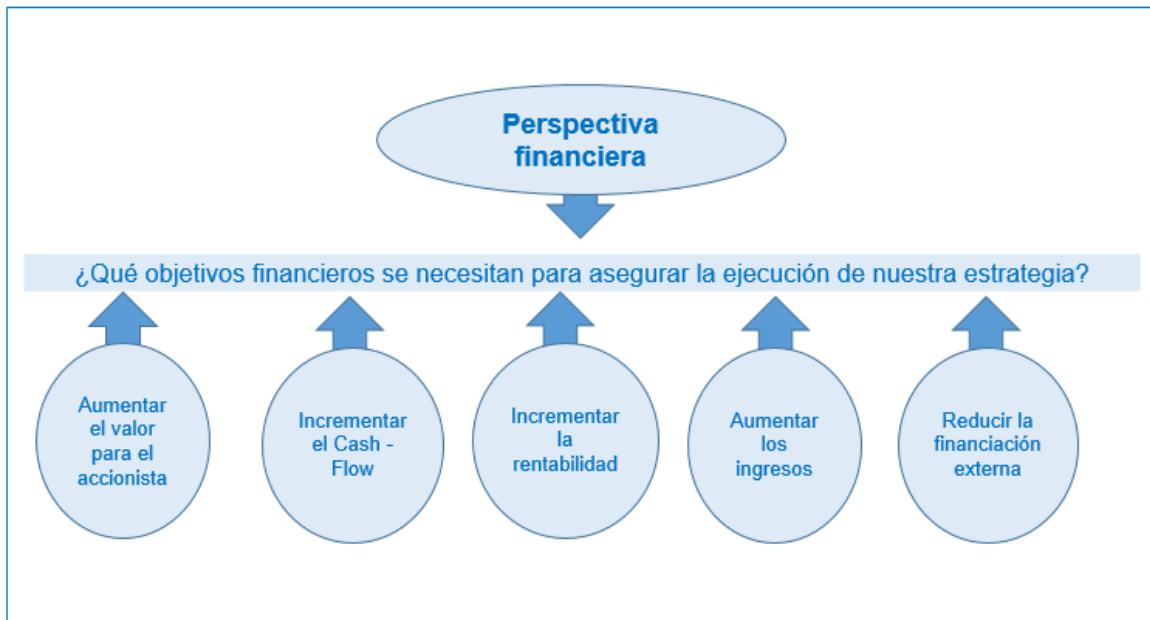 Perspectiva
financiera
¿Qué objetivos financieros se necesitan para asegurar la ejecución de nuestra estrategia?
Aumentar
el valor
para el
accionista
Incrementar
el Cash -
Flow
Incrementar
la
rentabilidad
Aumentar
los
ingresos
Reducir la
financiación
externa